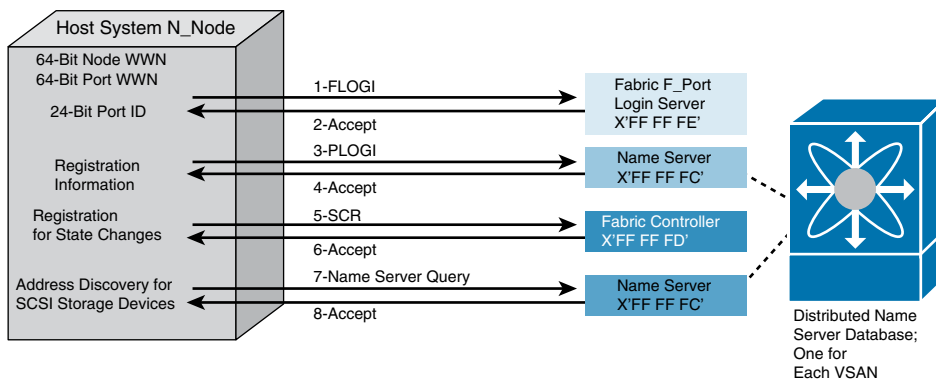 Host System N_Node
64-Bit Node WWN
64-Bit Port WWN
24-Bit Port ID
1-FLOGI
2-Accept
Fabric F_Port
Login Server
X'FF FF FE'
Registration
Information
3-PLOGI
4-Accept
Name Server
X'FF FF FC'
Registration
for State Changes
5-SCR
6-Accept
Fabric Controller
X'FF FF FD'
Address Discovery for
SCSI Storage Devices
7-Name Server Query
8-Accept
Name Server
X'FF FF FC'
Distributed Name
Server Database;
One for
Each VSAN